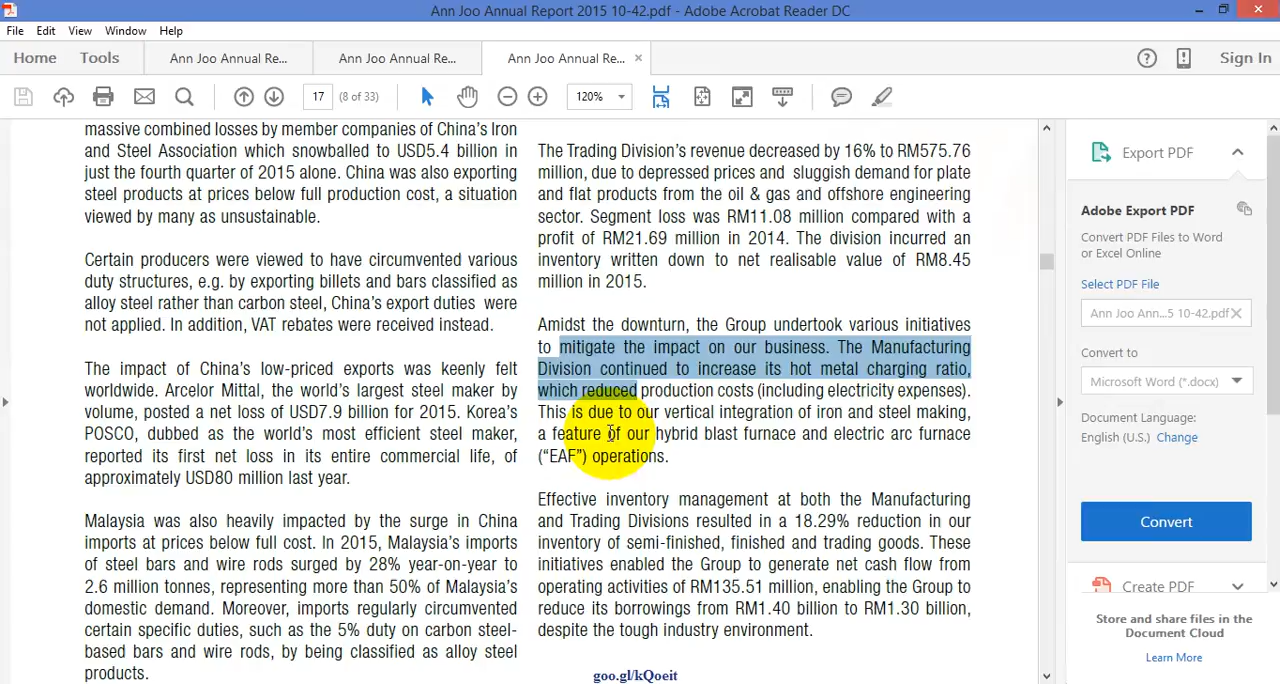 Ann Joo Annual Report 2015 10-42.pdf - Adobe Acrobat Reader DC
File Edit View Window Help
Home Tools Ann Joo Annual Re... Ann Joo Annual Re... Ann Joo Annual Re... × Sign In
17 (8 of 33) 120%
massive combined losses by member companies of China's Iron
and Steel Association which snowballed to USD5.4 billion in
just the fourth quarter of 2015 alone. China was also exporting
steel products at prices below full production cost, a situation
viewed by many as unsustainable.
Certain producers were viewed to have circumvented various
duty structures, e.g. by exporting billets and bars classified as
alloy steel rather than carbon steel, China's export duties were
not applied. In addition, VAT rebates were received instead.
The impact of China's low-priced exports was keenly felt
worldwide. Arcelor Mittal, the world's largest steel maker by
volume, posted a net loss of USD7.9 billion for 2015. Korea's
POSCO, dubbed as the world's most efficient steel maker,
reported its first net loss in its entire commercial life, of
approximately USD80 million last year.
Malaysia was also heavily impacted by the surge in China
imports at prices below full cost. In 2015, Malaysia's imports
of steel bars and wire rods surged by 28% year-on-year to
2.6 million tonnes, representing more than 50% of Malaysia's
domestic demand. Moreover, imports regularly circumvented
certain specific duties, such as the 5% duty on carbon steel-
based bars and wire rods, by being classified as alloy steel
products.
The Trading Division's revenue decreased by 16% to RM575.76
million, due to depressed prices and sluggish demand for plate
and flat products from the oil & gas and offshore engineering
sector. Segment loss was RM11.08 million compared with a
profit of RM21.69 million in 2014. The division incurred an
inventory written down to net realisable value of RM8.45
million in 2015.
Amidst the downturn, the Group undertook various initiatives
to mitigate the impact on our business. The Manufacturing
Division continued to increase its hot metal charging ratio,
which reduced production costs (including electricity expenses).
This is due to our vertical integration of iron and steel making,
a feature of our hybrid blast furnace and electric arc furnace
("EAF") operations.
Effective inventory management at both the Manufacturing
and Trading Divisions resulted in a 18.29% reduction in our
inventory of semi-finished, finished and trading goods. These
initiatives enabled the Group to generate net cash flow from
operating activities of RM135.51 million, enabling the Group to
reduce its borrowings from RM1.40 billion to RM1.30 billion,
despite the tough industry environment.
goo.gl/kQoeit
Export PDF
Adobe Export PDF
Convert PDF Files to Word
or Excel Online
Select PDF File
Ann Joo Ann...5 10-42.pdf ×
Convert to
Microsoft Word (*.docx)
Document Language:
English (U.S.) Change
Convert
Create PDF
Store and share files in the
Document Cloud
Learn More